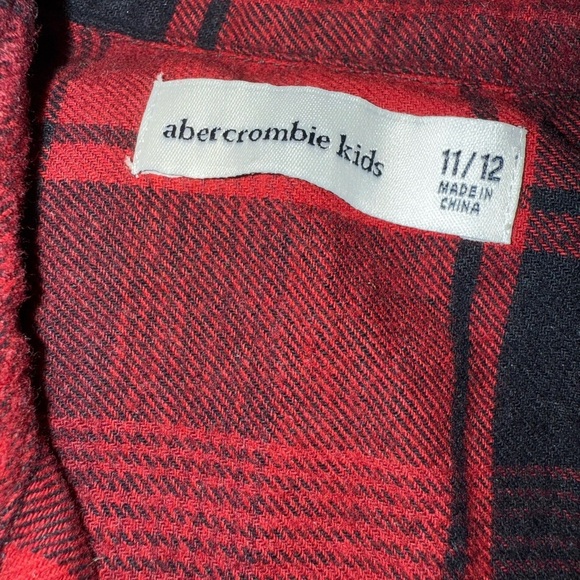 abercrombie kids
11/12
MADE IN
CHINA